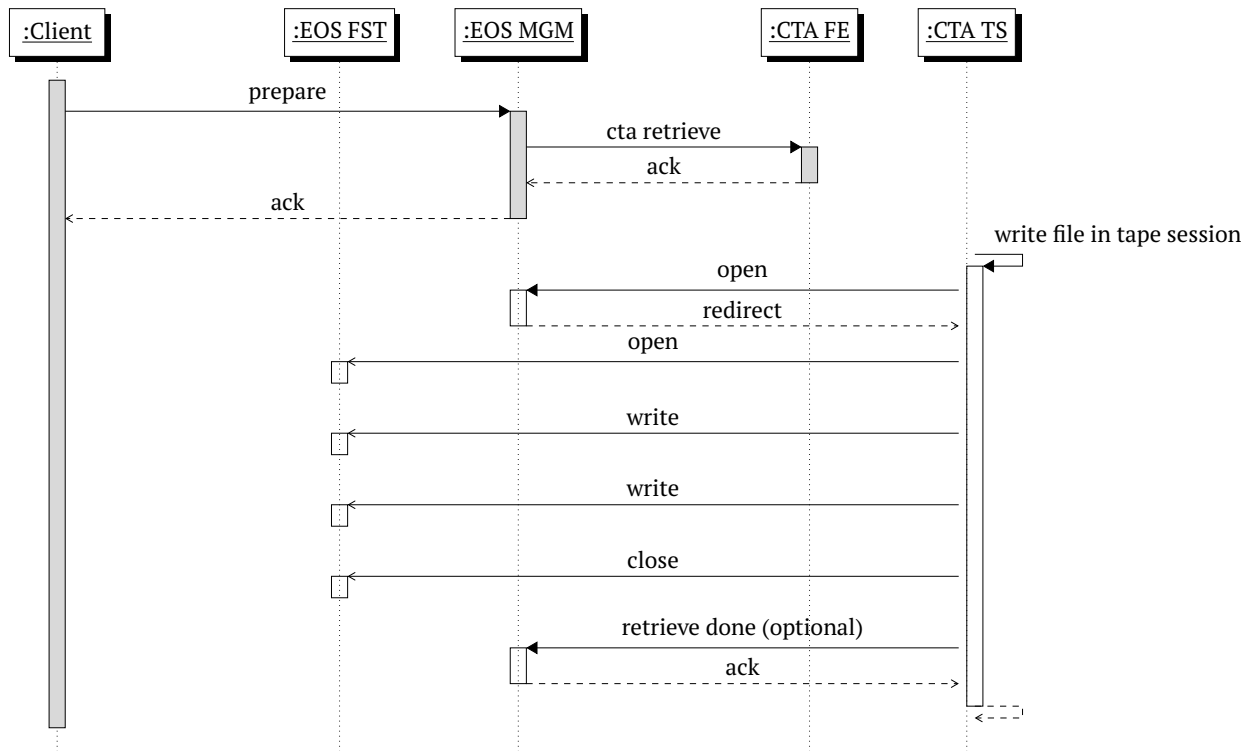 :Client
:EOS FST
:EOS MGM
:CTA FE
:CTA TS
prepare
cta retrieve
ack
ack
write file in tape session
open
redirect
open
write
write
close
retrieve done (optional)
ack